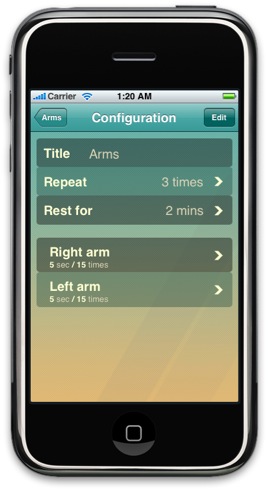 Carrier 1:20 AM
Arms Configuration Edit
Title Arms
Repeat 3 times
Rest for 2 mins
Right arm
5 sec / 15 times
Left arm
5 sec / 15 times